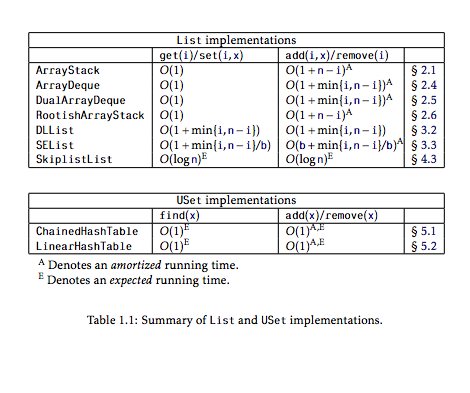 List implementations
get(i)/set(i,x) add(i,x)/remove(i)
ArrayStack O(1) O(1+n−i)^A § 2.1
ArrayDeque O(1) O(1+min{i,n−i})^A § 2.4
DualArrayDeque O(1) O(1+min{i,n−i})^A § 2.5
RootishArrayStack O(1) O(1+n−i)^A § 2.6
DLList O(1+min{i,n−i}) O(1+min{i,n−i}) § 3.2
SEList O(1+min{i,n−i}/b) O(b+min{i,n−i}/b)^A § 3.3
SkiplistList O(log n)^E O(log n)^E § 4.3
USet implementations
find(x) add(x)/remove(x)
ChainedHashTable O(1)^E O(1)^A,E § 5.1
LinearHashTable O(1)^E O(1)^A,E § 5.2
^A Denotes an amortized running time.
^E Denotes an expected running time.
Table 1.1: Summary of List and USet implementations.